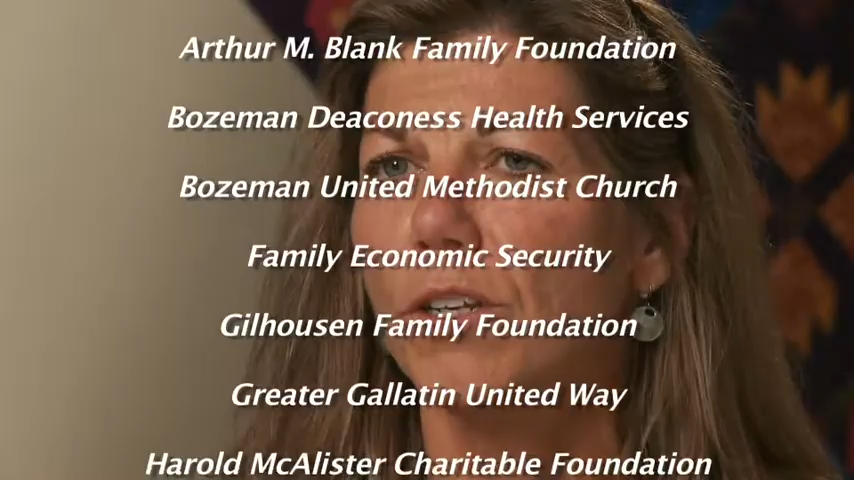 Arthur M. Blank Family Foundation
Bozeman Deaconess Health Services
Bozeman United Methodist Church
Family Economic Security
Gilhousen Family Foundation
Greater Gallatin United Way
Harold McAlister Charitable Foundation